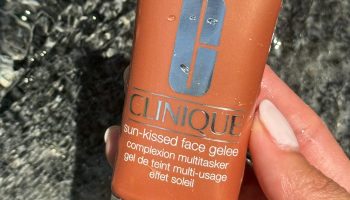 CLINIQUE
sun-kissed face gelee
complexion multitasker
gel de teint multi-usage
effet soleil